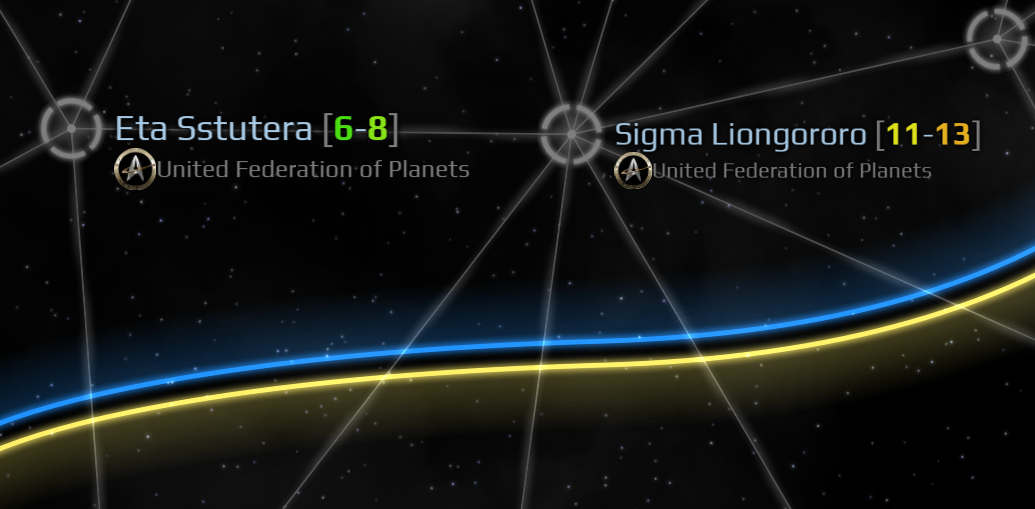 Eta Sstutera [6-8]
United Federation of Planets
Sigma Liongororo [11-13]
United Federation of Planets